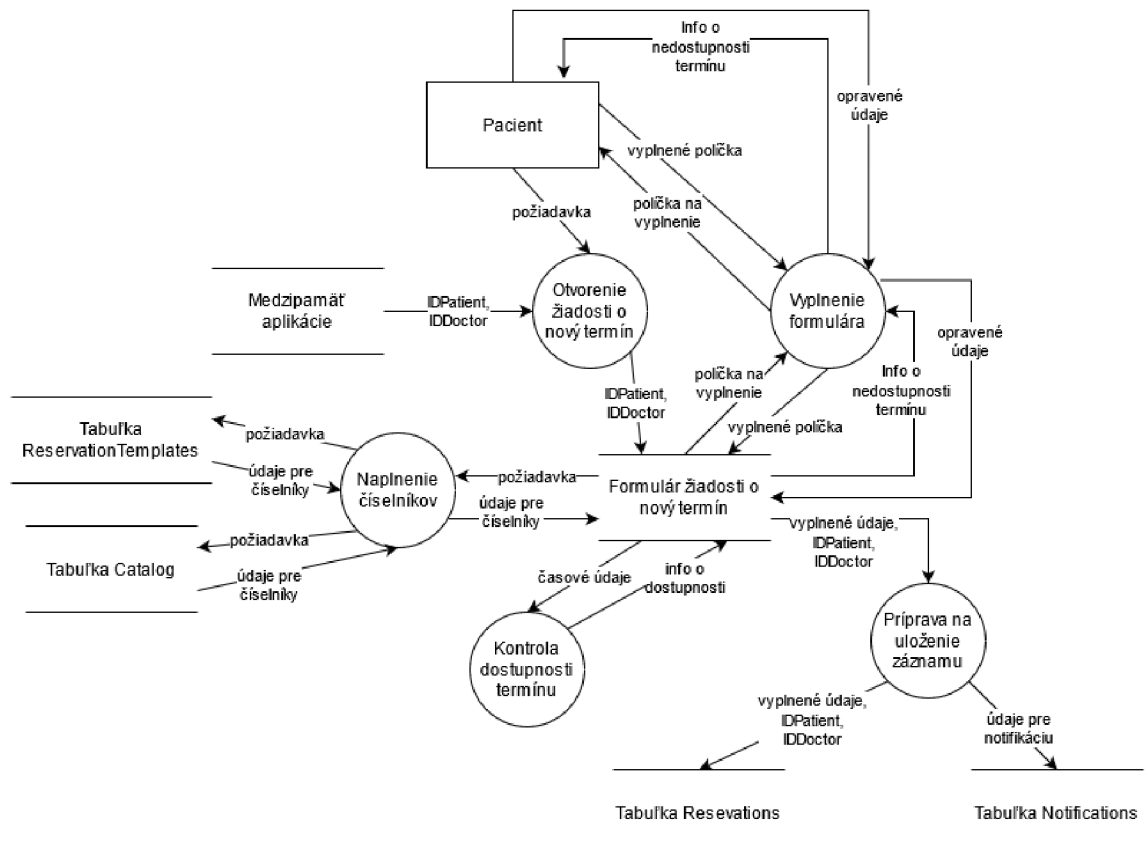 Info o
nedostupnosti
termínu
opravené
údaje
Pacient
vyplnené políčka
políčka na
vyplnenie
požiadavka
Medzipamäť
aplikácie
IDPatient,
IDDoctor
Otvorenie
žiadosti o
nový termín
Vyplnenie
formulára
opravené
údaje
Info o
nedostupnosti
termínu
políčka na
vyplnenie
IDPatient,
IDDoctor
vyplnené políčka
Tabuľka
ReservationTemplates
požiadavka
údaje pre
číselníky
Naplnenie
číselníkov
požiadavka
údaje pre
číselníky
Formulár žiadosti o
nový termín
požiadavka
Tabuľka Catalog
údaje pre
číselníky
vyplnené údaje,
IDPatient,
IDDoctor
časové údaje
info o
dostupnosti
Kontrola
dostupnosti
termínu
Príprava na
uloženie
záznamu
vyplnené údaje,
IDPatient,
IDDoctor
údaje pre
notifikáciu
Tabuľka Resevations
Tabuľka Notifications